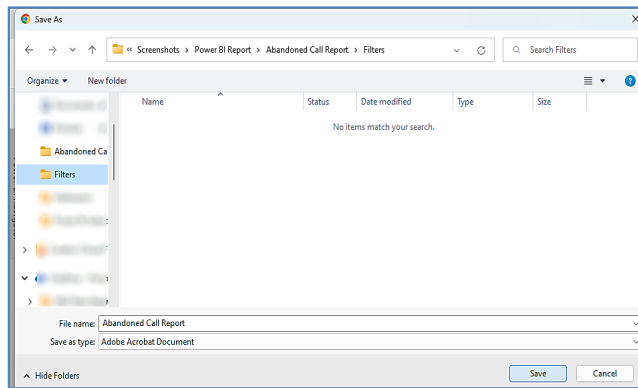 Save As
« Screenshots › Power BI Report › Abandoned Call Report › Filters
Search Filters
Organize
New folder
Name Status Date modified Type Size
No items match your search.
Abandoned Ca
Filters
File name: Abandoned Call Report
Save as type: Adobe Acrobat Document
Hide Folders
Save Cancel